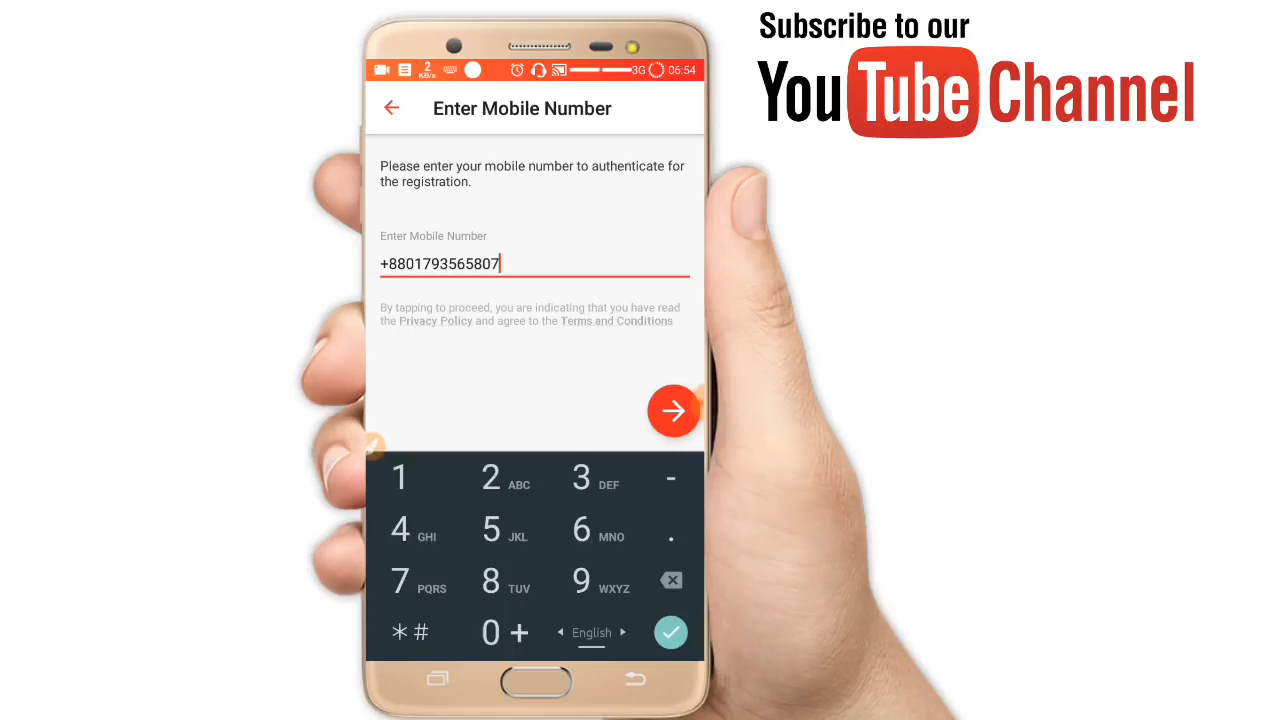 Subscribe to our
YouTube Channel
2
KB/s
3G 06:54
Enter Mobile Number
Please enter your mobile number to authenticate for
the registration.
Enter Mobile Number
+8801793565807
By tapping to proceed, you are indicating that you have read
the Privacy Policy and agree to the Terms and Conditions
1 2 ABC 3 DEF -
4 GHI 5 JKL 6 MNO .
7 PQRS 8 TUV 9 WXYZ
*# 0 + English